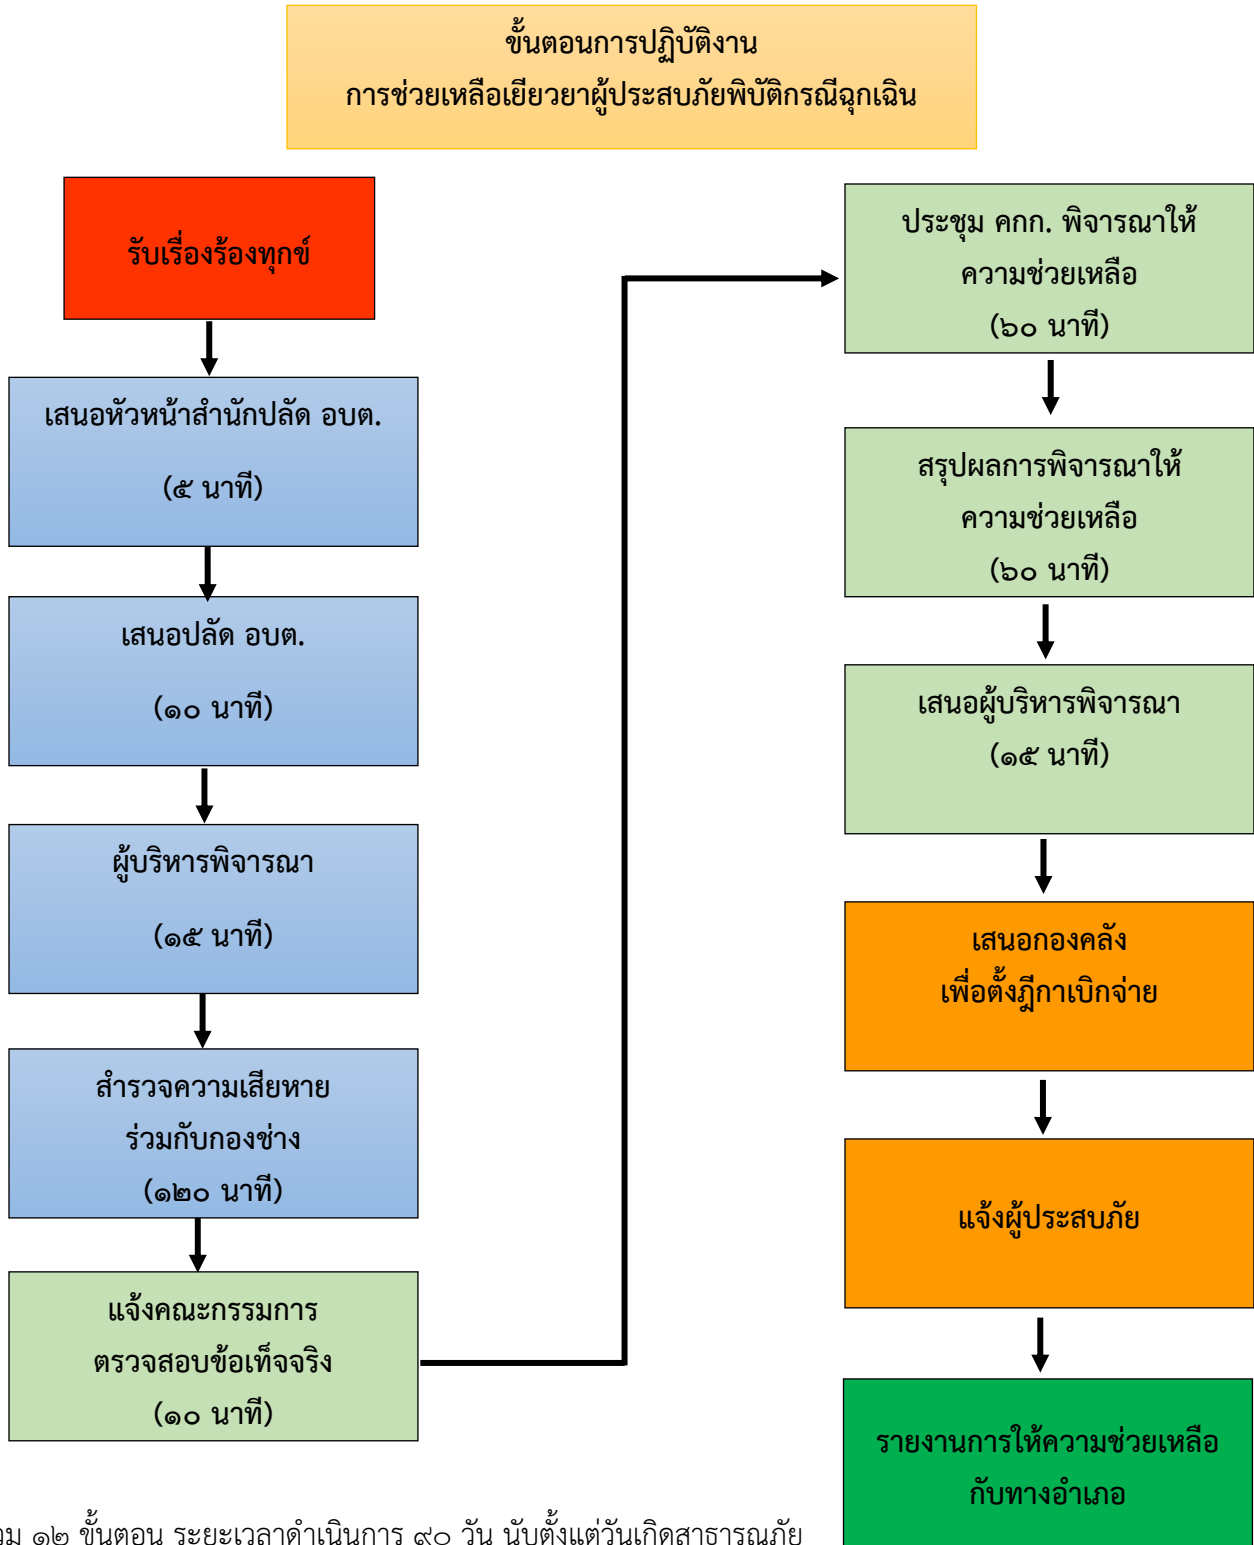 ขั้นตอนการปฏิบัติงาน
การช่วยเหลือเยียวยาผู้ประสบภัยพิบัติกรณีฉุกเฉิน
รับเรื่องร้องทุกข์
เสนอหัวหน้าสำนักปลัด อบต.
(๕ นาที)
เสนอปลัด อบต.
(๑๐ นาที)
ผู้บริหารพิจารณา
(๑๕ นาที)
สำรวจความเสียหาย
ร่วมกับกองช่าง
(๑๒๐ นาที)
แจ้งคณะกรรมการ
ตรวจสอบข้อเท็จจริง
(๑๐ นาที)
ประชุม คกก. พิจารณาให้
ความช่วยเหลือ
(๖๐ นาที)
สรุปผลการพิจารณาให้
ความช่วยเหลือ
(๖๐ นาที)
เสนอผู้บริหารพิจารณา
(๑๕ นาที)
เสนอกองคลัง
เพื่อตั้งฎีกาเบิกจ่าย
แจ้งผู้ประสบภัย
รายงานการให้ความช่วยเหลือ
กับทางอำเภอ
๑๒ ขั้นตอน ระยะเวลาดำเนินการ ๙๐ วัน นับตั้งแต่วันเกิดสาธารณภัย